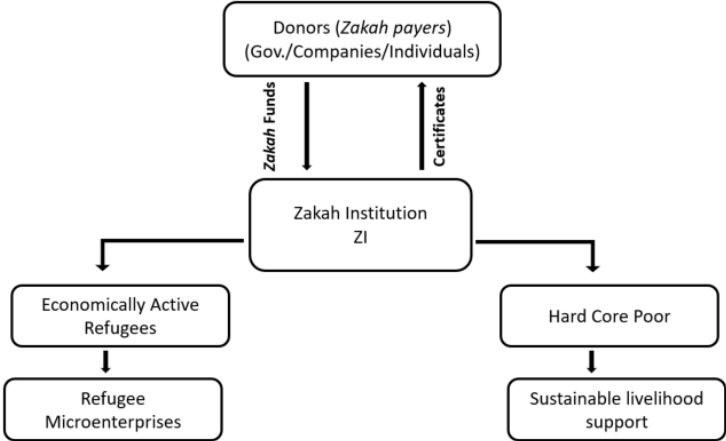 Donors (Zakah payers)
(Gov./Companies/Individuals)
Zakah Funds
Certificates
Zakah Institution
ZI
Economically Active
Refugees
Hard Core Poor
Refugee
Microenterprises
Sustainable livelihood
support